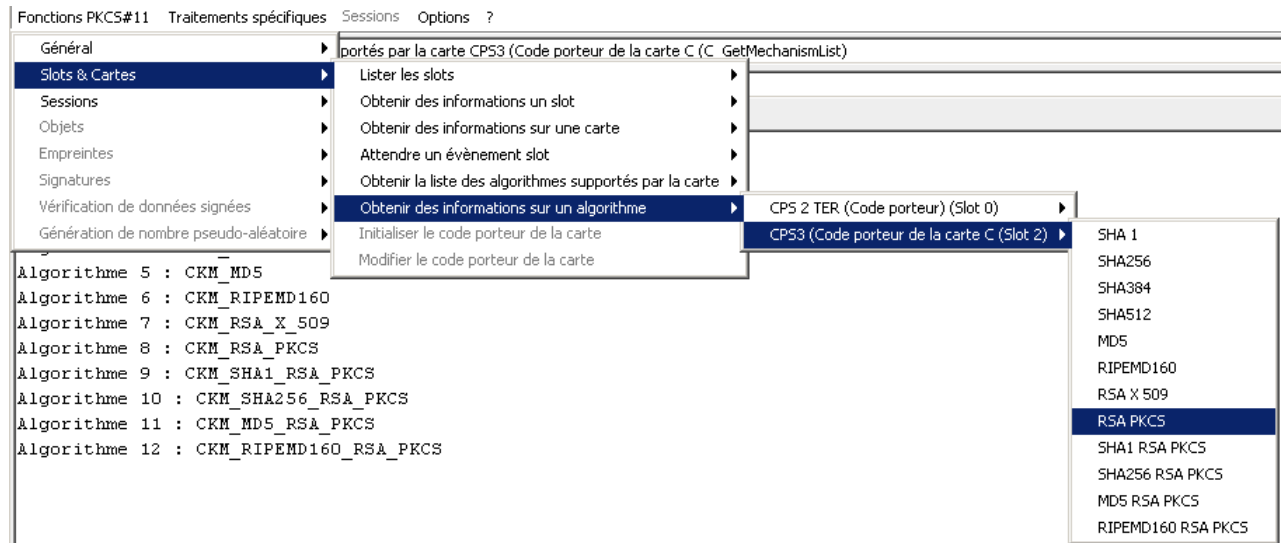 Fonctions PKCS#11 Traitements spécifiques Sessions Options ?
portés par la carte CPS3 (Code porteur de la carte C (C_GetMechanismList)
Général
Slots & Cartes
Sessions
Objets
Empreintes
Signatures
Vérification de données signées
Génération de nombre pseudo-aléatoire
Lister les slots
Obtenir des informations un slot
Obtenir des informations sur une carte
Attendre un évènement slot
Obtenir la liste des algorithmes supportés par la carte
Obtenir des informations sur un algorithme
Initialiser le code porteur de la carte
Modifier le code porteur de la carte
CPS 2 TER (Code porteur) (Slot 0)
CPS3 (Code porteur de la carte C (Slot 2)
SHA 1
SHA256
SHA384
SHA512
MD5
RIPEMD160
RSA X 509
RSA PKCS
SHA1 RSA PKCS
SHA256 RSA PKCS
MD5 RSA PKCS
RIPEMD160 RSA PKCS
Algorithme 5 : CKM_MD5
Algorithme 6 : CKM_RIPEMD160
Algorithme 7 : CKM_RSA_X_509
Algorithme 8 : CKM_RSA_PKCS
Algorithme 9 : CKM_SHA1_RSA_PKCS
Algorithme 10 : CKM_SHA256_RSA_PKCS
Algorithme 11 : CKM_MD5_RSA_PKCS
Algorithme 12 : CKM_RIPEMD160_RSA_PKCS